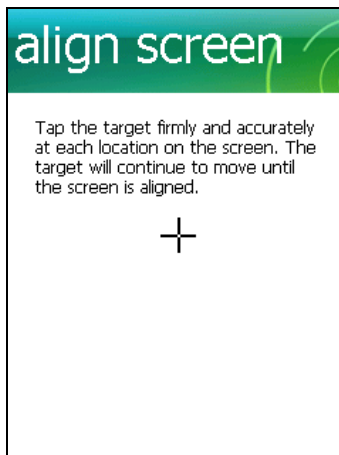 align screen
Tap the target firmly and accurately
at each location on the screen. The
target will continue to move until
the screen is aligned.